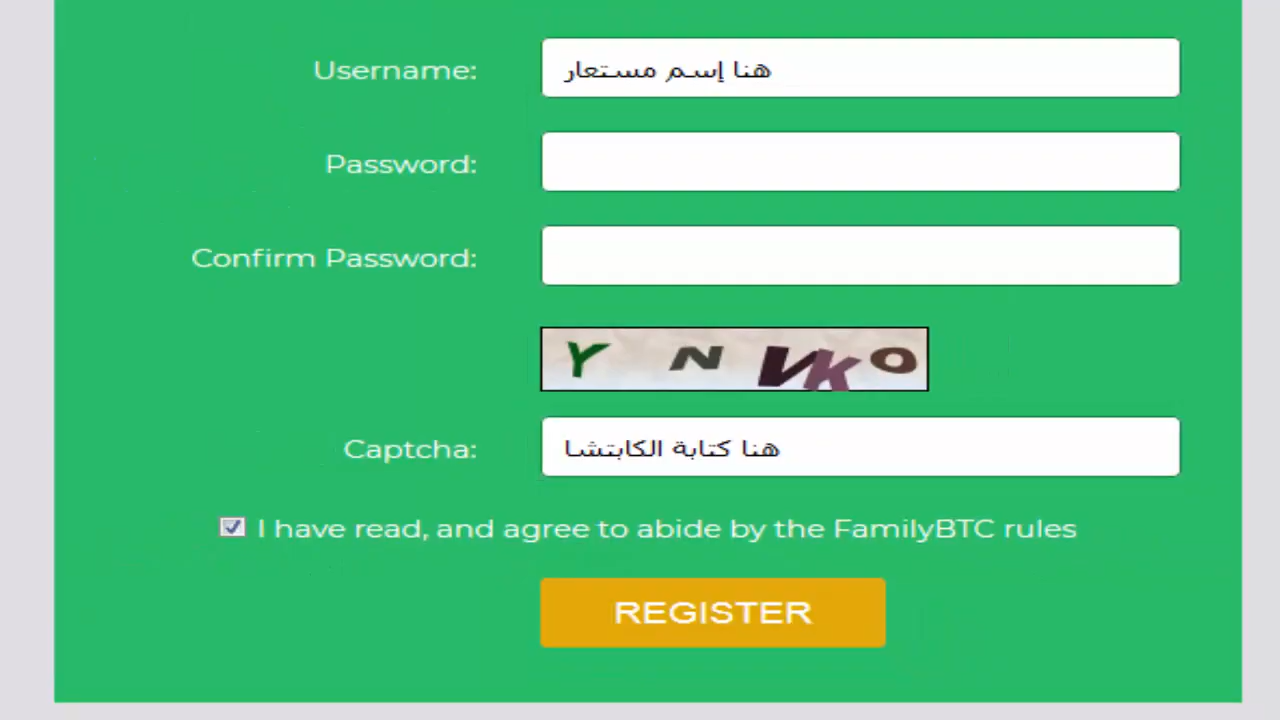 Username: هنا إسم مستعار
Password:
Confirm Password:
Y N V K O
Captcha: هنا كتابة الكابتشا
I have read, and agree to abide by the FamilyBTC rules
REGISTER